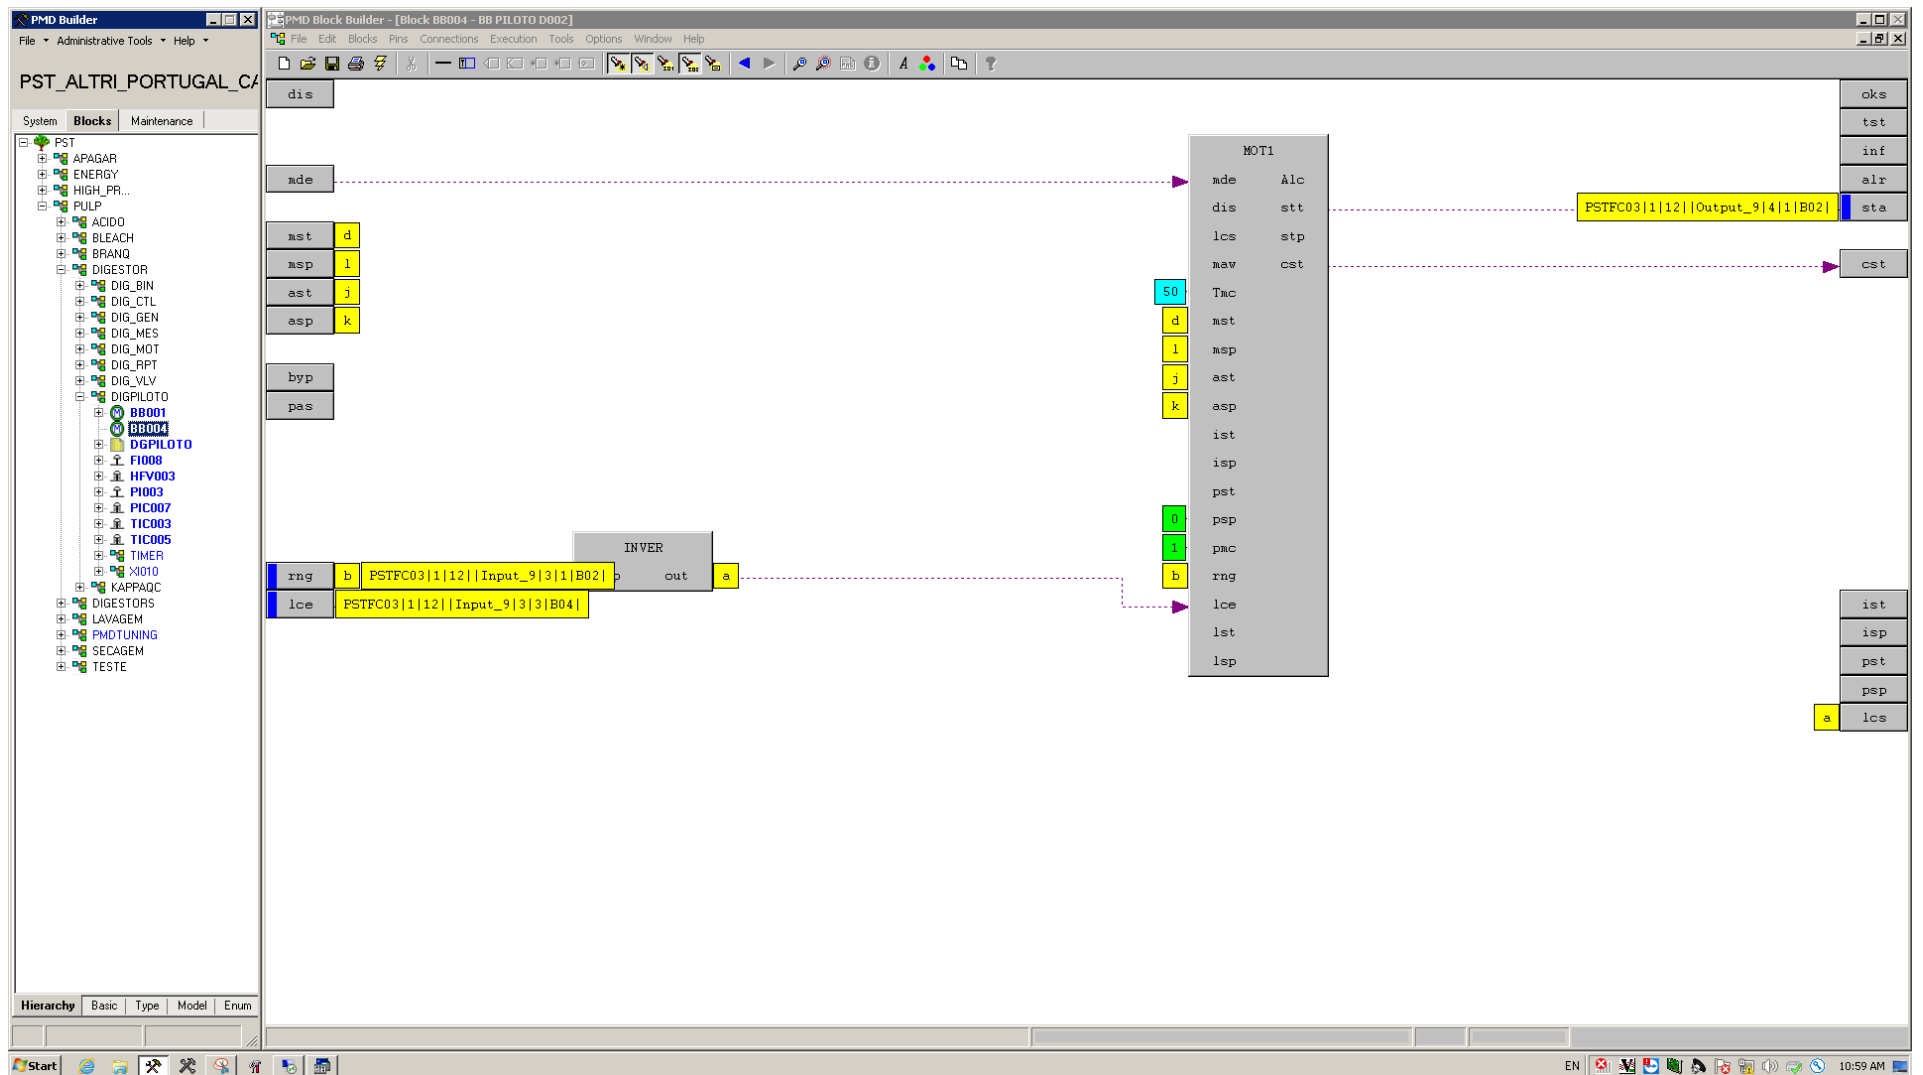 PMD Builder
File Administrative Tools Help
PST_ALTRI_PORTUGAL_CA
System Blocks Maintenance
PST
APAGAR
ENERGY
HIGH_PR...
PULP
ACIDO
BLEACH
BRANQ
DIGESTOR
DIG_BIN
DIG_CTL
DIG_GEN
DIG_MES
DIG_MOT
DIG_RPT
DIG_VLV
DIGPILOTO
BB001
BB004
DGPILOTO
FI008
HFV003
PI003
PIC007
TIC003
TIC005
TIMER
XI010
KAPPAQC
DIGESTORS
LAVAGEM
PMDTUNING
SECAGEM
TESTE
Hierarchy Basic Type Model Enum
PMD Block Builder - [Block BB004 - BB PILOTO D002]
File Edit Blocks Pins Connections Execution Tools Options Window Help
dis
mde
mst d
msp l
ast j
asp k
byp
pas
INVER
rng b PSTFC03|1|12||Input_9|3|1|B02| p out a
lce PSTFC03|1|12||Input_9|3|3|B04|
MOT1
mde Alc
dis stt
lcs stp
maw cst
50 Tmc
d mst
l msp
j ast
k asp
ist
isp
pst
0 psp
1 pmc
b rng
lce
lst
lsp
oks
tst
inf
alr
PSTFC03|1|12||Output_9|4|1|B02| sta
cst
ist
isp
pst
psp
a lcs
Start
EN 10:59 AM